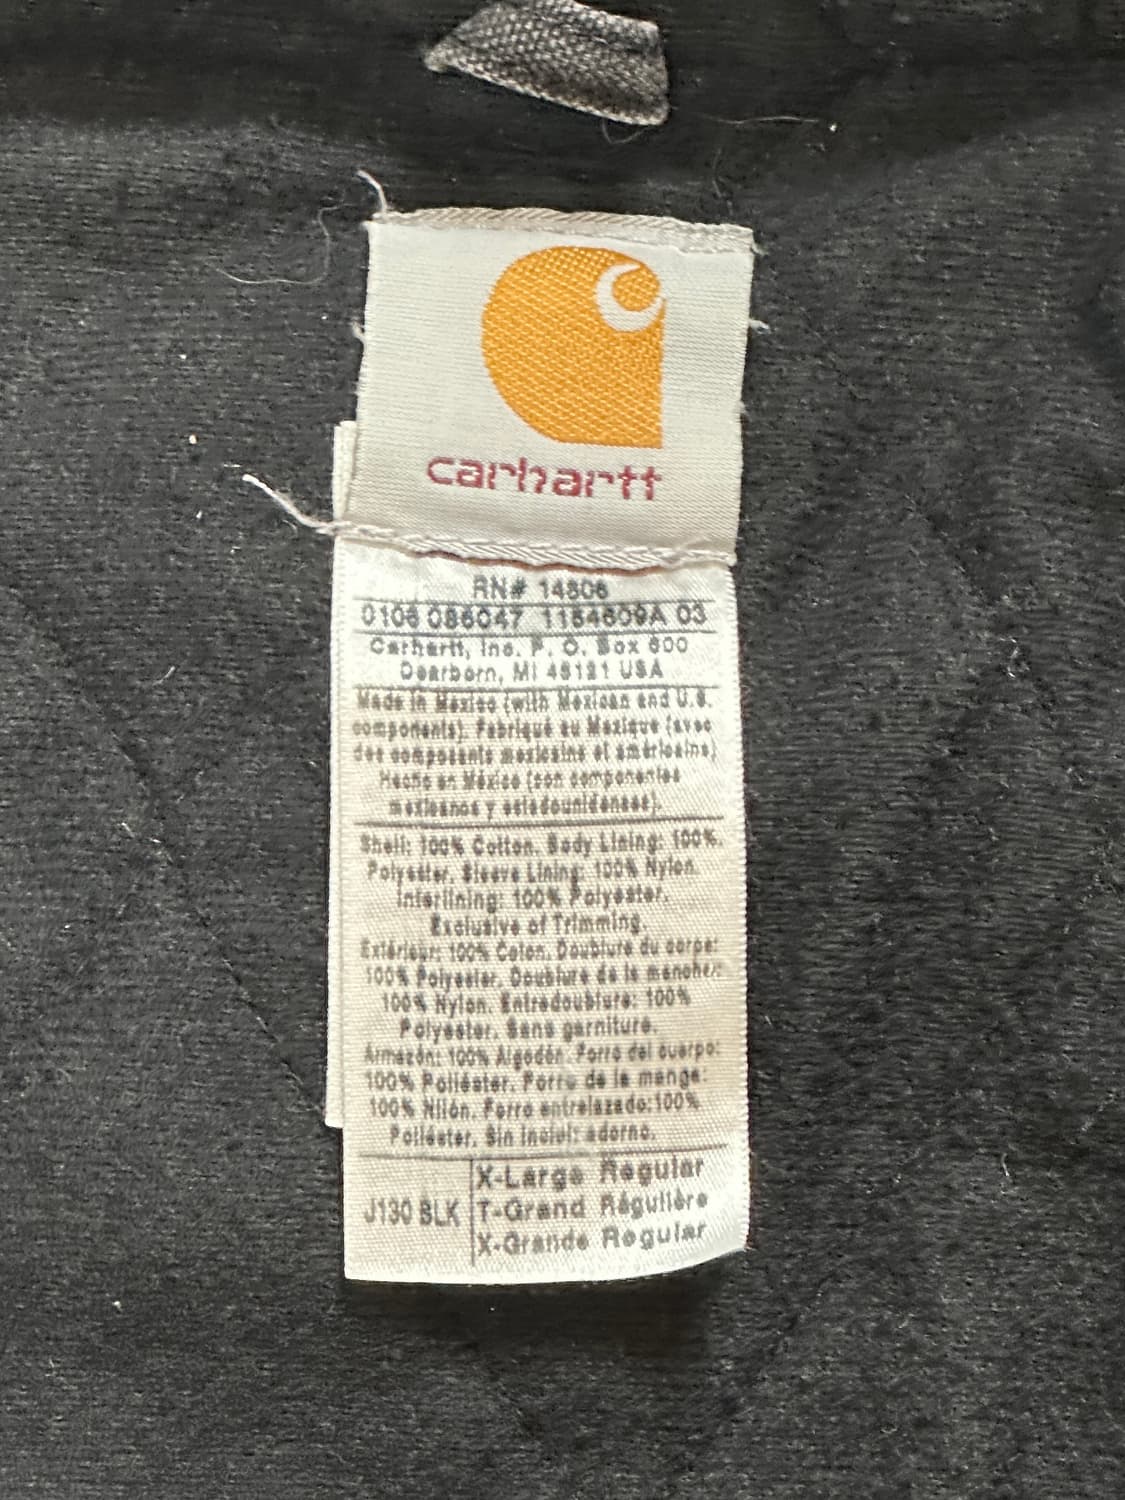 carhartt
RN# 14806
0106 086047 1184609A 03
Carhartt, Inc. P. O. Box 600
Dearborn, MI 48121 USA
Made in Mexico (with Mexican and U.S.
components). Fabriqué au Mexique (avec
des composants mexicains et américains)
Hecho en México (con componentes
mexicanos y estadounidenses).
Shell: 100% Cotton. Body Lining: 100%
Polyester. Sleeve Lining: 100% Nylon.
Interlining: 100% Polyester.
Exclusive of Trimming.
Extérieur: 100% Coton. Doublure du corps:
100% Polyester. Doublure de la manche:
100% Nylon. Entredoublure: 100%
Polyester. Sans garniture.
Armazón: 100% Algodón. Forro del cuerpo:
100% Poliéster. Forro de la manga:
100% Nilón. Forro entrelazado:100%
Poliéster. Sin incluir adorno.
J130 BLK
X-Large Regular
T-Grand Régulière
X-Grande Regular